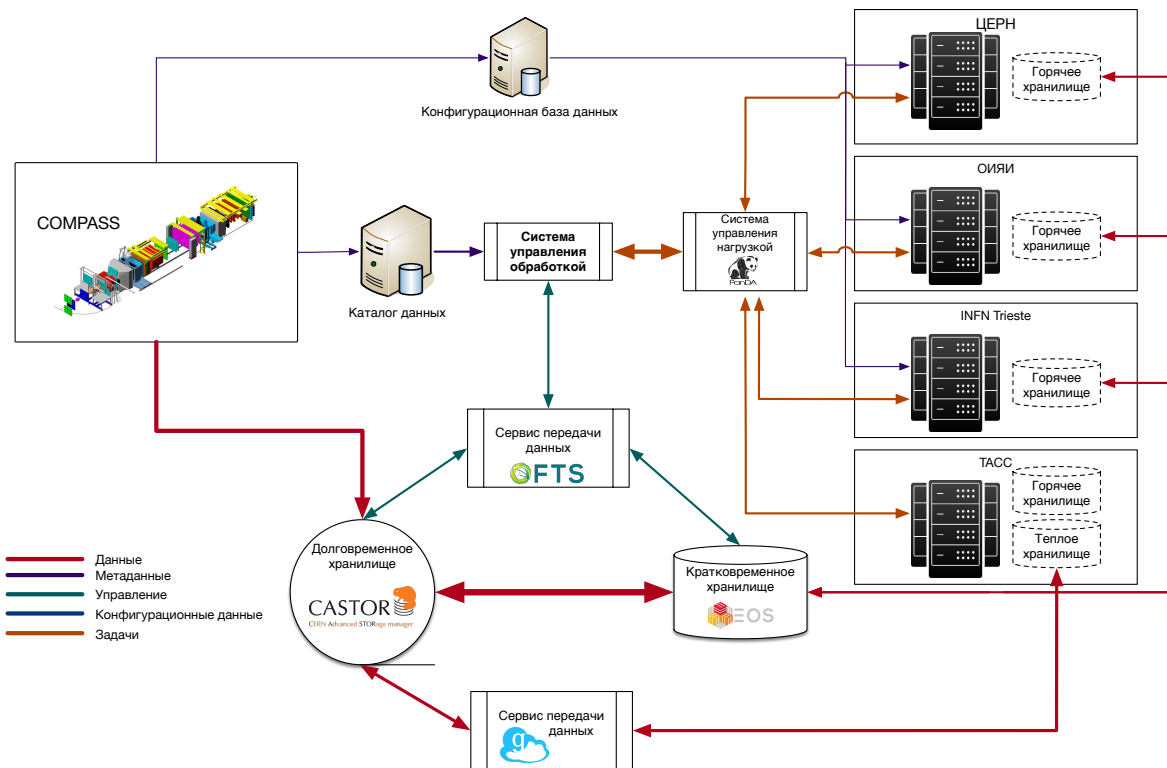 ЦЕРН
Горячее
хранилище
Конфигурационная база данных
ОИЯИ
Горячее
хранилище
COMPASS
Система
управления
обработкой
Система
управления
нагрузкой
PanDA
Каталог данных
INFN Trieste
Горячее
хранилище
Сервис передачи
данных
FTS
TACC
Горячее
хранилище
Теплое
хранилище
Долговременное
хранилище
CASTOR
CERN Advanced STORage manager
Кратковременное
хранилище
EOS
Данные
Метаданные
Управление
Конфигурационные данные
Задачи
Сервис передачи
данных
g